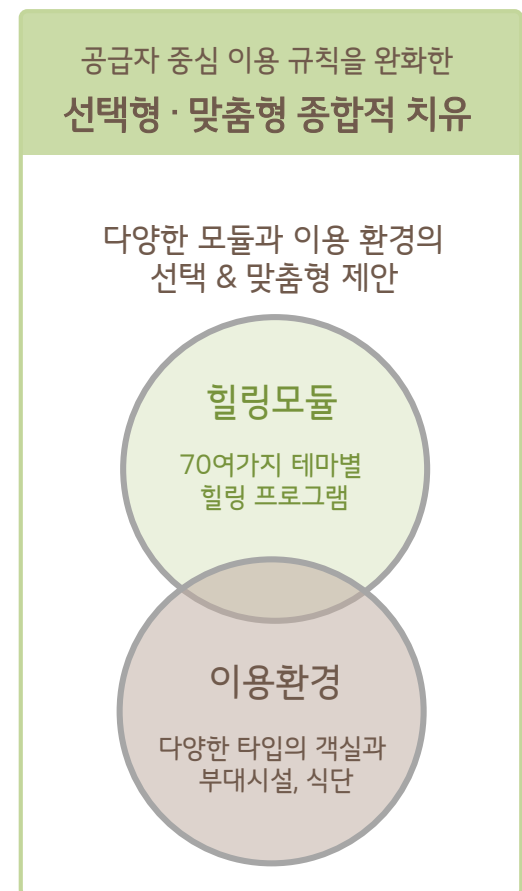 공급자 중심 이용 규칙을 완화한
선택형 · 맞춤형 종합적 치유
다양한 모듈과 이용 환경의
선택 & 맞춤형 제안
힐링모듈
70여가지 테마별
힐링 프로그램
이용환경
다양한 타입의 객실과
부대시설, 식단